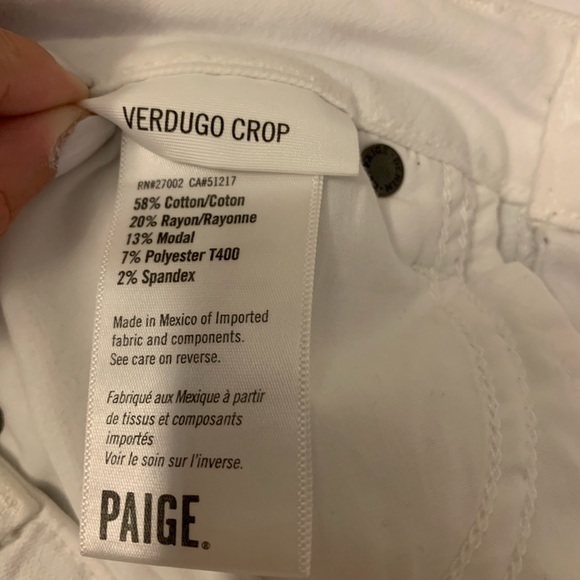 VERDUGO CROP
RN#27002 CA#51217
58% Cotton/Coton
20% Rayon/Rayonne
13% Modal
7% Polyester T400
2% Spandex
Made in Mexico of Imported
fabric and components.
See care on reverse.
Fabriqué aux Mexique à partir
de tissus et composants
importés
Voir le soin sur l'inverse.
PAIGE®